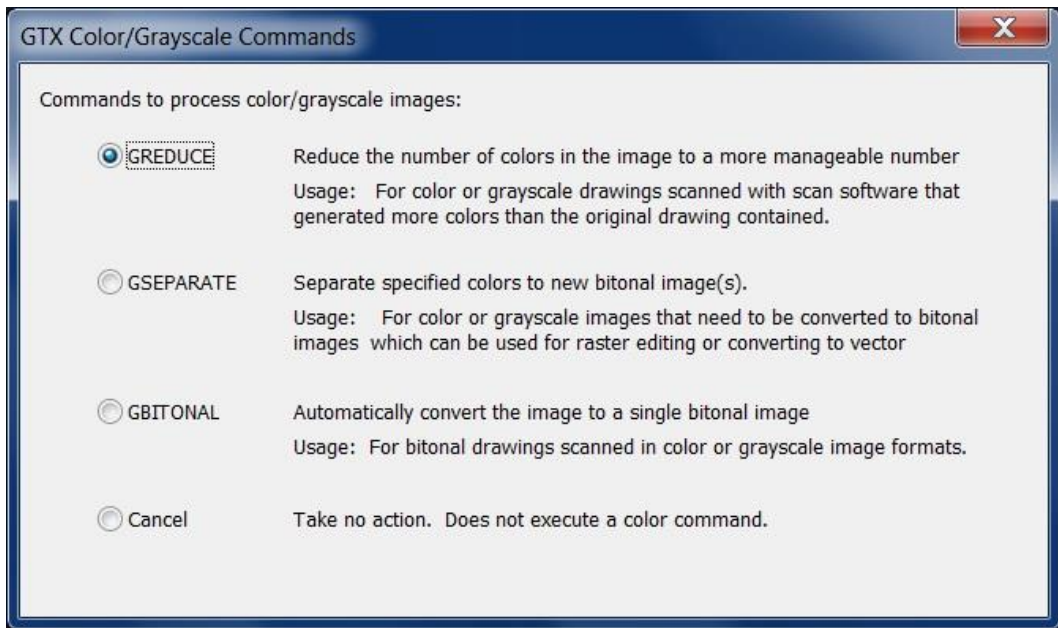 GTX Color/Grayscale Commands
X
Commands to process color/grayscale images:
GREDUCE Reduce the number of colors in the image to a more manageable number
Usage: For color or grayscale drawings scanned with scan software that
generated more colors than the original drawing contained.
GSEPARATE Separate specified colors to new bitonal image(s).
Usage: For color or grayscale images that need to be converted to bitonal
images which can be used for raster editing or converting to vector
GBITONAL Automatically convert the image to a single bitonal image
Usage: For bitonal drawings scanned in color or grayscale image formats.
Cancel Take no action. Does not execute a color command.